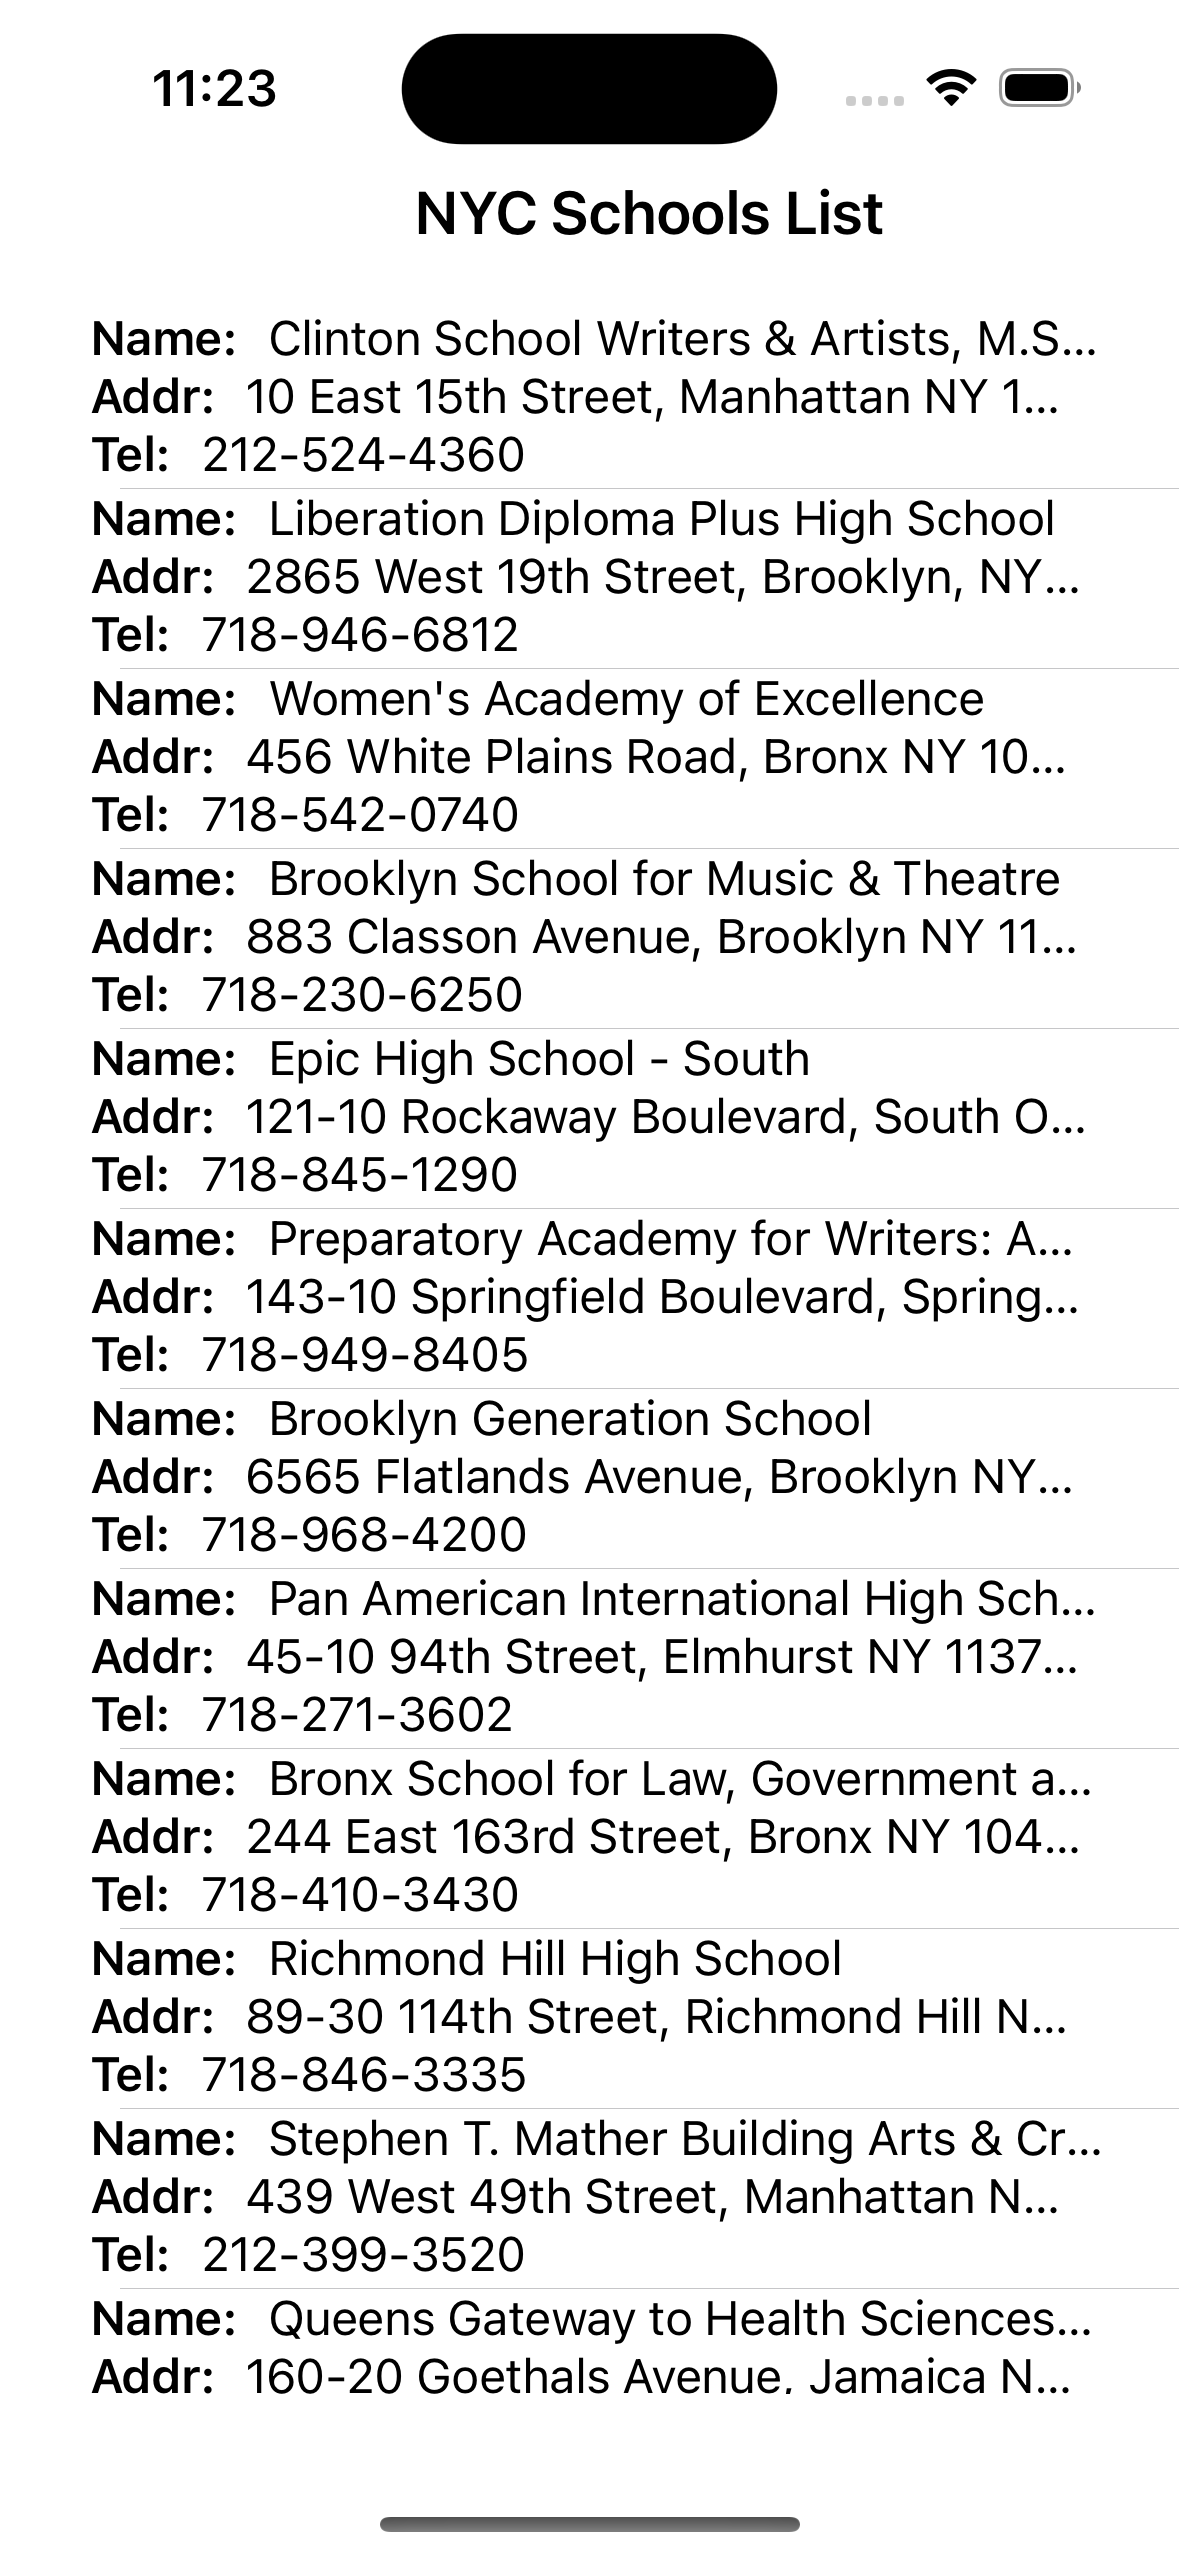 11:23
NYC Schools List
Name: Clinton School Writers & Artists, M.S...
Addr: 10 East 15th Street, Manhattan NY 1...
Tel: 212-524-4360
Name: Liberation Diploma Plus High School
Addr: 2865 West 19th Street, Brooklyn, NY...
Tel: 718-946-6812
Name: Women's Academy of Excellence
Addr: 456 White Plains Road, Bronx NY 10...
Tel: 718-542-0740
Name: Brooklyn School for Music & Theatre
Addr: 883 Classon Avenue, Brooklyn NY 11...
Tel: 718-230-6250
Name: Epic High School - South
Addr: 121-10 Rockaway Boulevard, South O...
Tel: 718-845-1290
Name: Preparatory Academy for Writers: A...
Addr: 143-10 Springfield Boulevard, Spring...
Tel: 718-949-8405
Name: Brooklyn Generation School
Addr: 6565 Flatlands Avenue, Brooklyn NY...
Tel: 718-968-4200
Name: Pan American International High Sch...
Addr: 45-10 94th Street, Elmhurst NY 1137...
Tel: 718-271-3602
Name: Bronx School for Law, Government a...
Addr: 244 East 163rd Street, Bronx NY 104...
Tel: 718-410-3430
Name: Richmond Hill High School
Addr: 89-30 114th Street, Richmond Hill N...
Tel: 718-846-3335
Name: Stephen T. Mather Building Arts & Cr...
Addr: 439 West 49th Street, Manhattan N...
Tel: 212-399-3520
Name: Queens Gateway to Health Sciences...
Addr: 160-20 Goethals Avenue, Jamaica N...